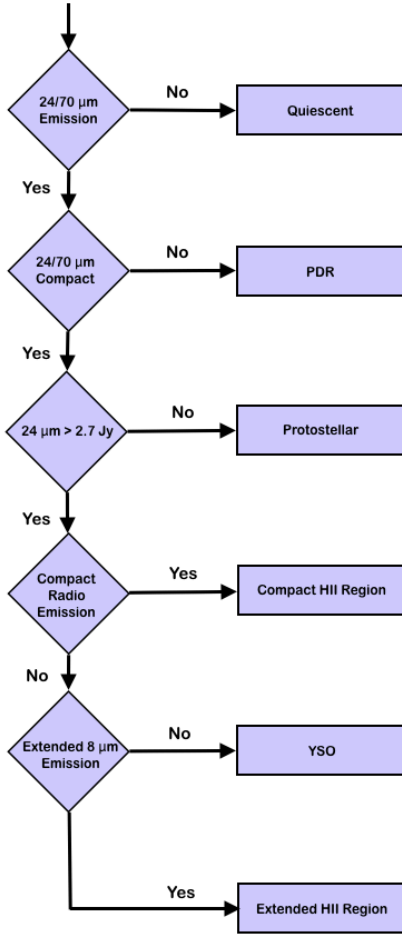 24/70 μm
Emission
No
Quiescent
Yes
24/70 μm
Compact
No
PDR
Yes
24 μm > 2.7 Jy
No
Protostellar
Yes
Compact
Radio
Emission
Yes
Compact HII Region
No
Extended 8 μm
Emission
No
YSO
Yes
Extended HII Region